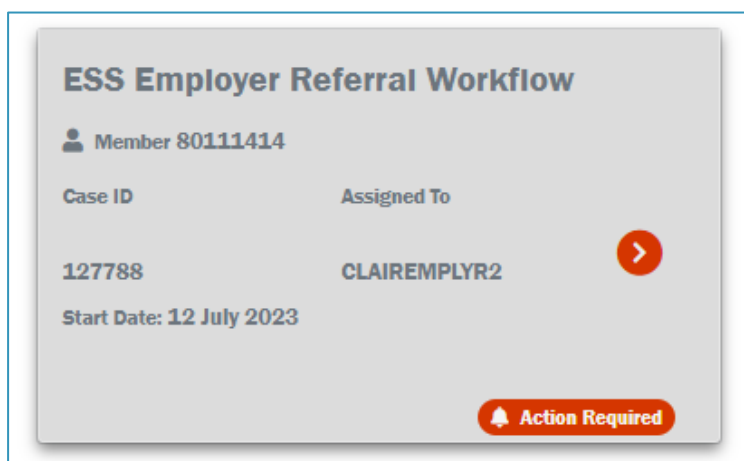 ESS Employer Referral Workflow
Member 80111414
Case ID Assigned To
127788 CLAIREMPLYR2
Start Date: 12 July 2023
Action Required